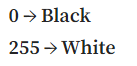 0 → Black
255 → White